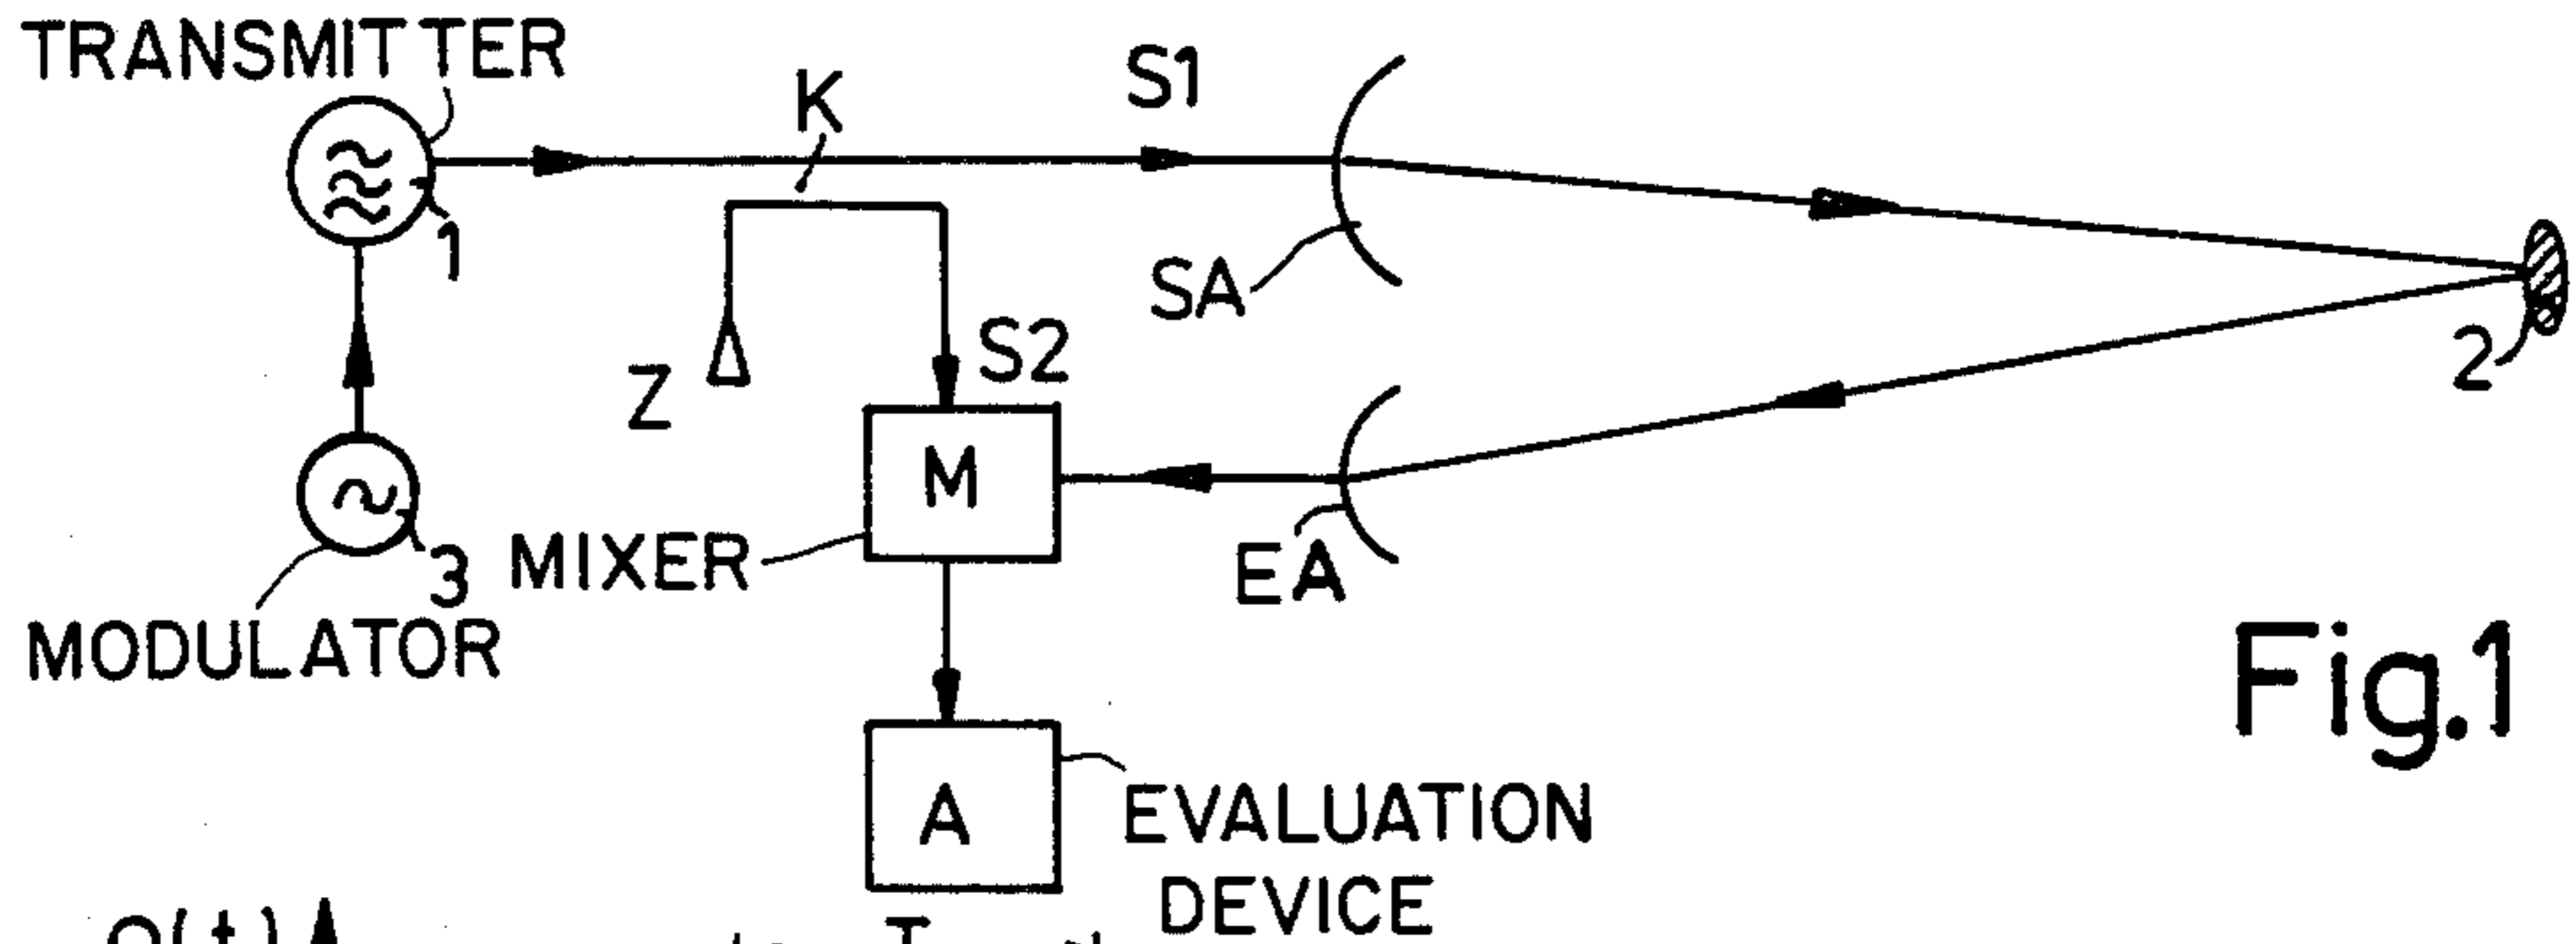 TRANSMITTER
K
S1
1
SA
Z
S2
2
M
MIXER
EA
3
MODULATOR
Fig.1
A
EVALUATION
DEVICE